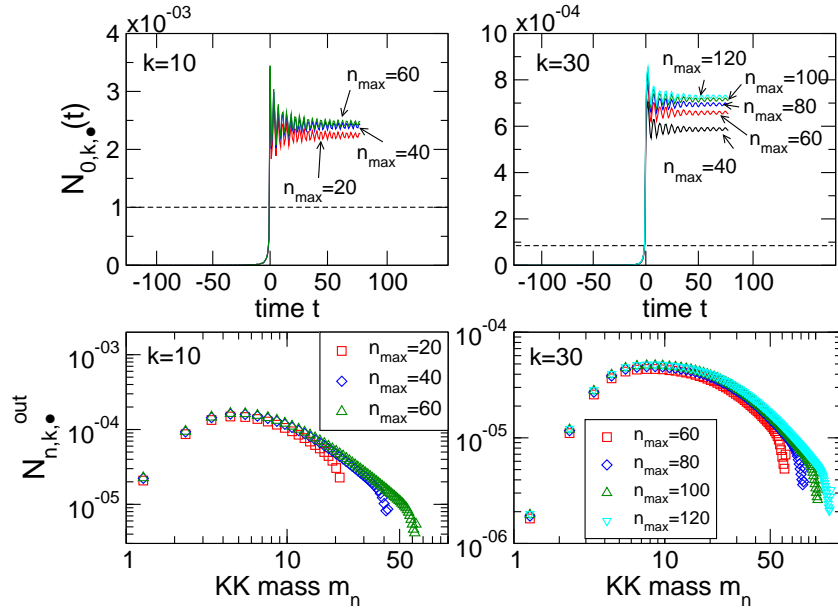 x10^-03
k=10
4
3
2
1
0
N_0,k,●(t)
n_max=60
n_max=40
n_max=20
-100 -50 0 50 100
time t
x10^-04
k=30
8
6
4
2
0
n_max=120
n_max=100
n_max=80
n_max=60
n_max=40
-100 -50 0 50 100
time t
k=10
10^-03
10^-04
10^-05
N_n,k,●^out
n_max=20
n_max=40
n_max=60
1 10 50
KK mass m_n
k=30
10^-04
10^-05
10^-06
n_max=60
n_max=80
n_max=100
n_max=120
1 10 50
KK mass m_n